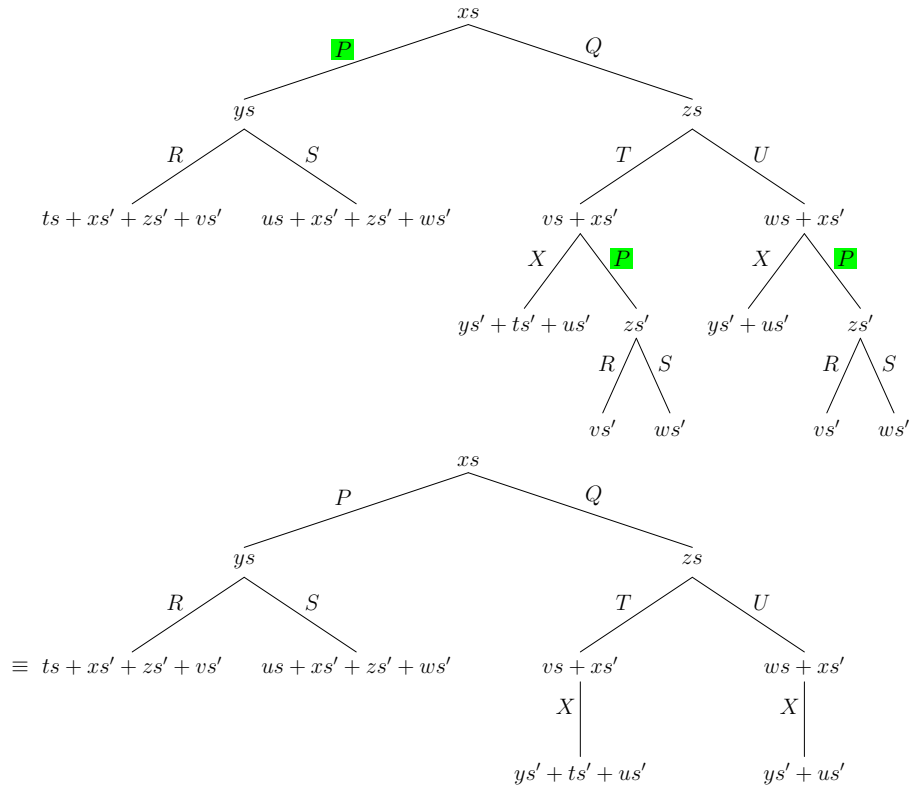 xs
P Q
ys zs
R S T U
ts + xs′ + zs′ + vs′ us + xs′ + zs′ + ws′ vs + xs′ ws + xs′
X P X P
ys′ + ts′ + us′ zs′ ys′ + us′ zs′
R S R S
vs′ ws′ vs′ ws′
xs
P Q
ys zs
R S T U
≡ ts + xs′ + zs′ + vs′ us + xs′ + zs′ + ws′ vs + xs′ ws + xs′
X X
ys′ + ts′ + us′ ys′ + us′